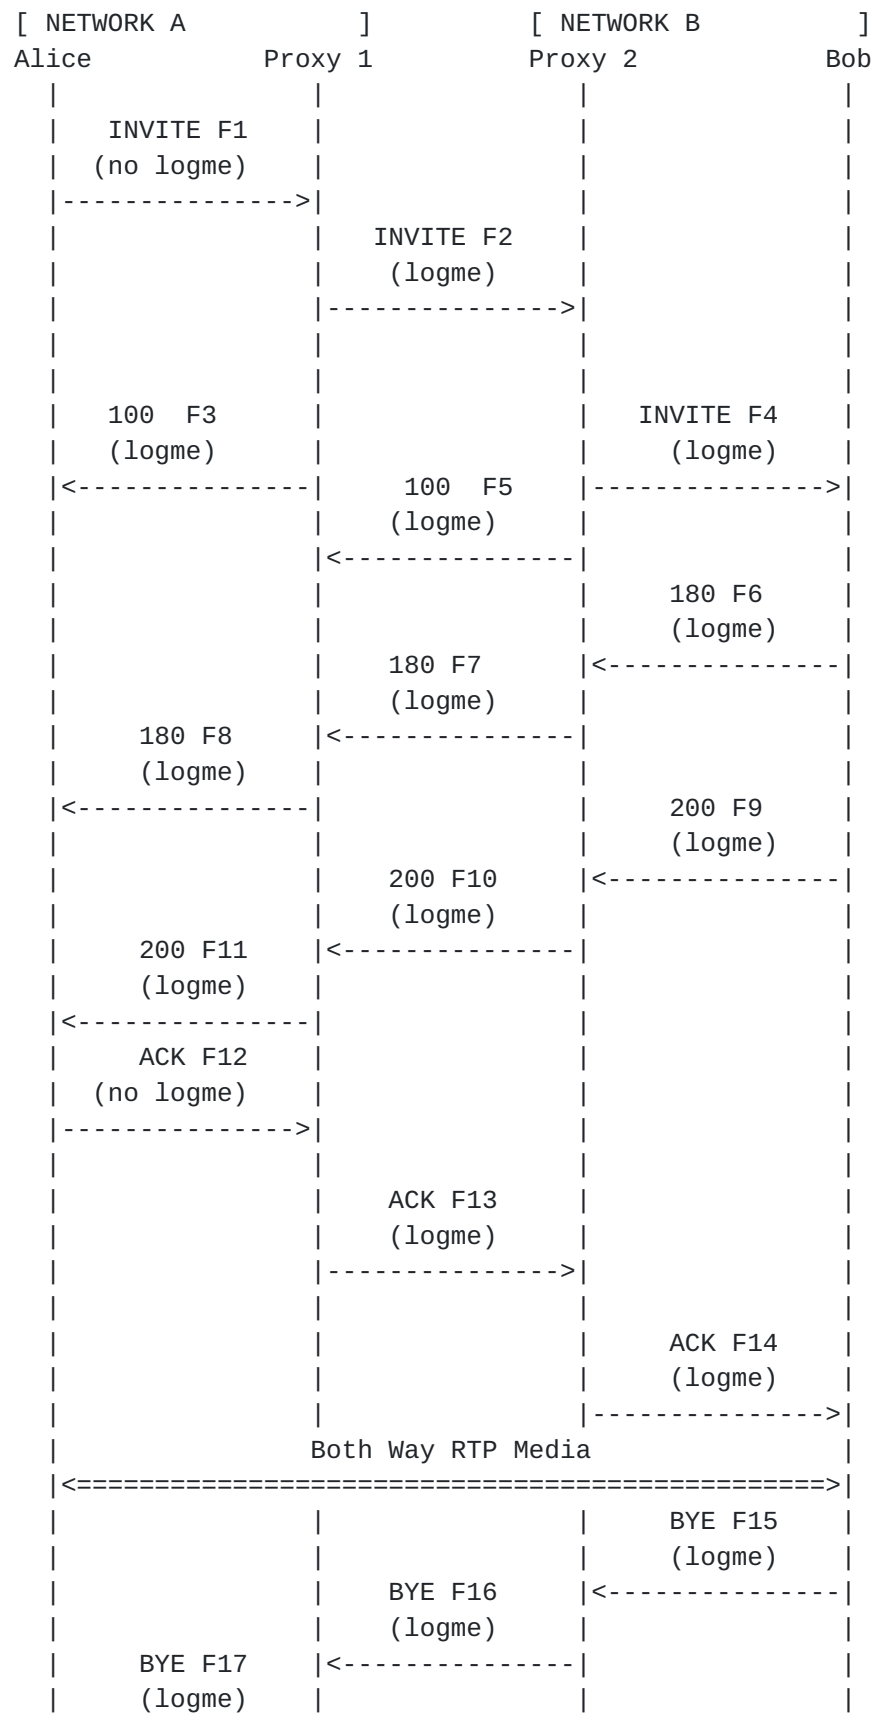 [ NETWORK A           ]          [ NETWORK B          ]
Alice           Proxy 1          Proxy 2            Bob
  |                |                |                |
  |   INVITE F1    |                |                |
  |  (no logme)    |                |                |
  |--------------->|                |                |
  |                |   INVITE F2    |                |
  |                |    (logme)     |                |
  |                |--------------->|                |
  |                |                |                |
  |                |                |                |
  |   100  F3      |                |   INVITE F4    |
  |   (logme)      |                |     (logme)    |
  |<---------------|     100  F5    |--------------->|
  |                |    (logme)     |                |
  |                |<---------------|                |
  |                |                |     180 F6     |
  |                |                |     (logme)    |
  |                |    180 F7      |<---------------|
  |                |    (logme)     |                |
  |     180 F8     |<---------------|                |
  |     (logme)    |                |                |
  |<---------------|                |     200 F9     |
  |                |                |     (logme)    |
  |                |    200 F10     |<---------------|
  |                |    (logme)     |                |
  |     200 F11    |<---------------|                |
  |     (logme)    |                |                |
  |<---------------|                |                |
  |     ACK F12    |                |                |
  |  (no logme)    |                |                |
  |--------------->|                |                |
  |                |                |                |
  |                |    ACK F13     |                |
  |                |    (logme)     |                |
  |                |--------------->|                |
  |                |                |                |
  |                |                |     ACK F14    |
  |                |                |     (logme)    |
  |                |                |--------------->|
  |                Both Way RTP Media                |
  |<================================================>|
  |                |                |     BYE F15    |
  |                |                |     (logme)    |
  |                |    BYE F16     |<---------------|
  |                |    (logme)     |                |
  |     BYE F17    |<---------------|                |
  |     (logme)    |                |                |